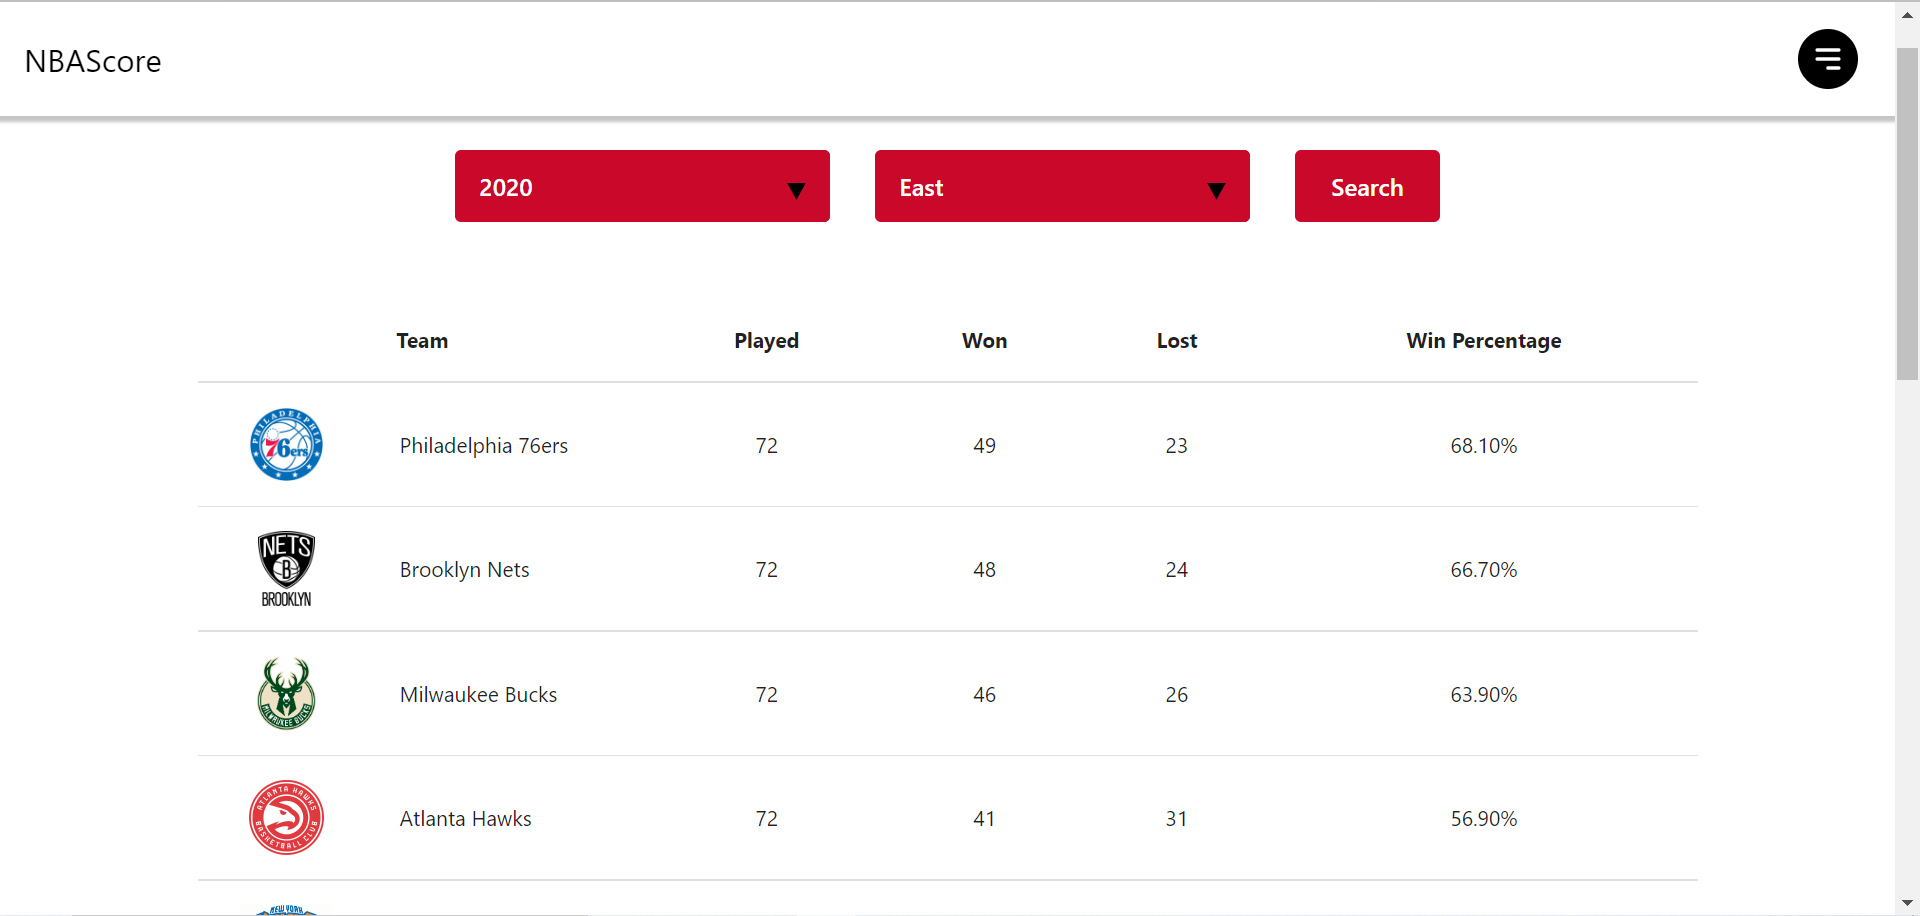 NBAScore
2020 East Search
Team Played Won Lost Win Percentage
PHILADELPHIA
76ers
Philadelphia 76ers 72 49 23 68.10%
NETS
B
BROOKLYN
Brooklyn Nets 72 48 24 66.70%
MILWAUKEE BUCKS
Milwaukee Bucks 72 46 26 63.90%
ATLANTA HAWKS
BASKETBALL CLUB
Atlanta Hawks 72 41 31 56.90%
NEW YORK